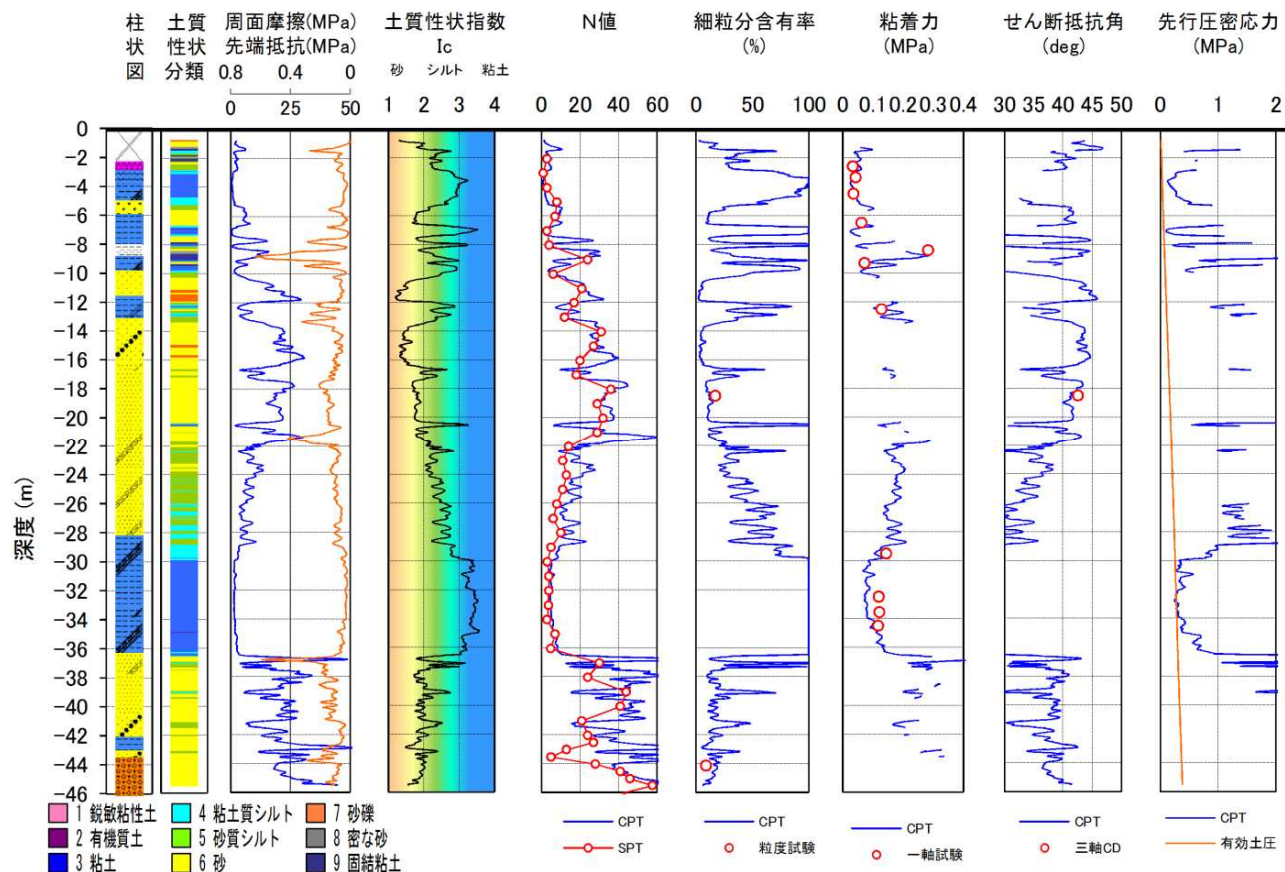 柱状図
土質性状分類
周面摩擦(MPa)
先端抵抗(MPa)
0.8 0.4 0
0 25 50
土質性状指数
Ic
砂 シルト 粘土
1 2 3 4
N値
0 20 40 60
細粒分含有率
(%)
0 50 100
粘着力
(MPa)
0 0.1 0.2 0.3 0.4
せん断抵抗角
(deg)
30 35 40 45 50
先行圧密応力
(MPa)
0 1 2
深度 (m)
0
−2
−4
−6
−8
−10
−12
−14
−16
−18
−20
−22
−24
−26
−28
−30
−32
−34
−36
−38
−40
−42
−44
−46
1 鋭敏粘性土
2 有機質土
3 粘土
4 粘土質シルト
5 砂質シルト
6 砂
7 砂礫
8 密な砂
9 固結粘土
CPT
SPT
CPT
粒度試験
CPT
一軸試験
CPT
三軸CD
CPT
有効土圧